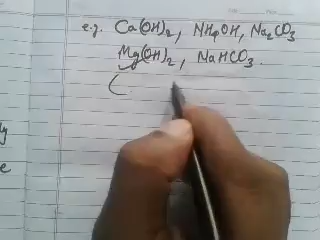 e.g. Ca(OH)2, NH4OH, Na2CO3
Mg(OH)2, NaHCO3.
(